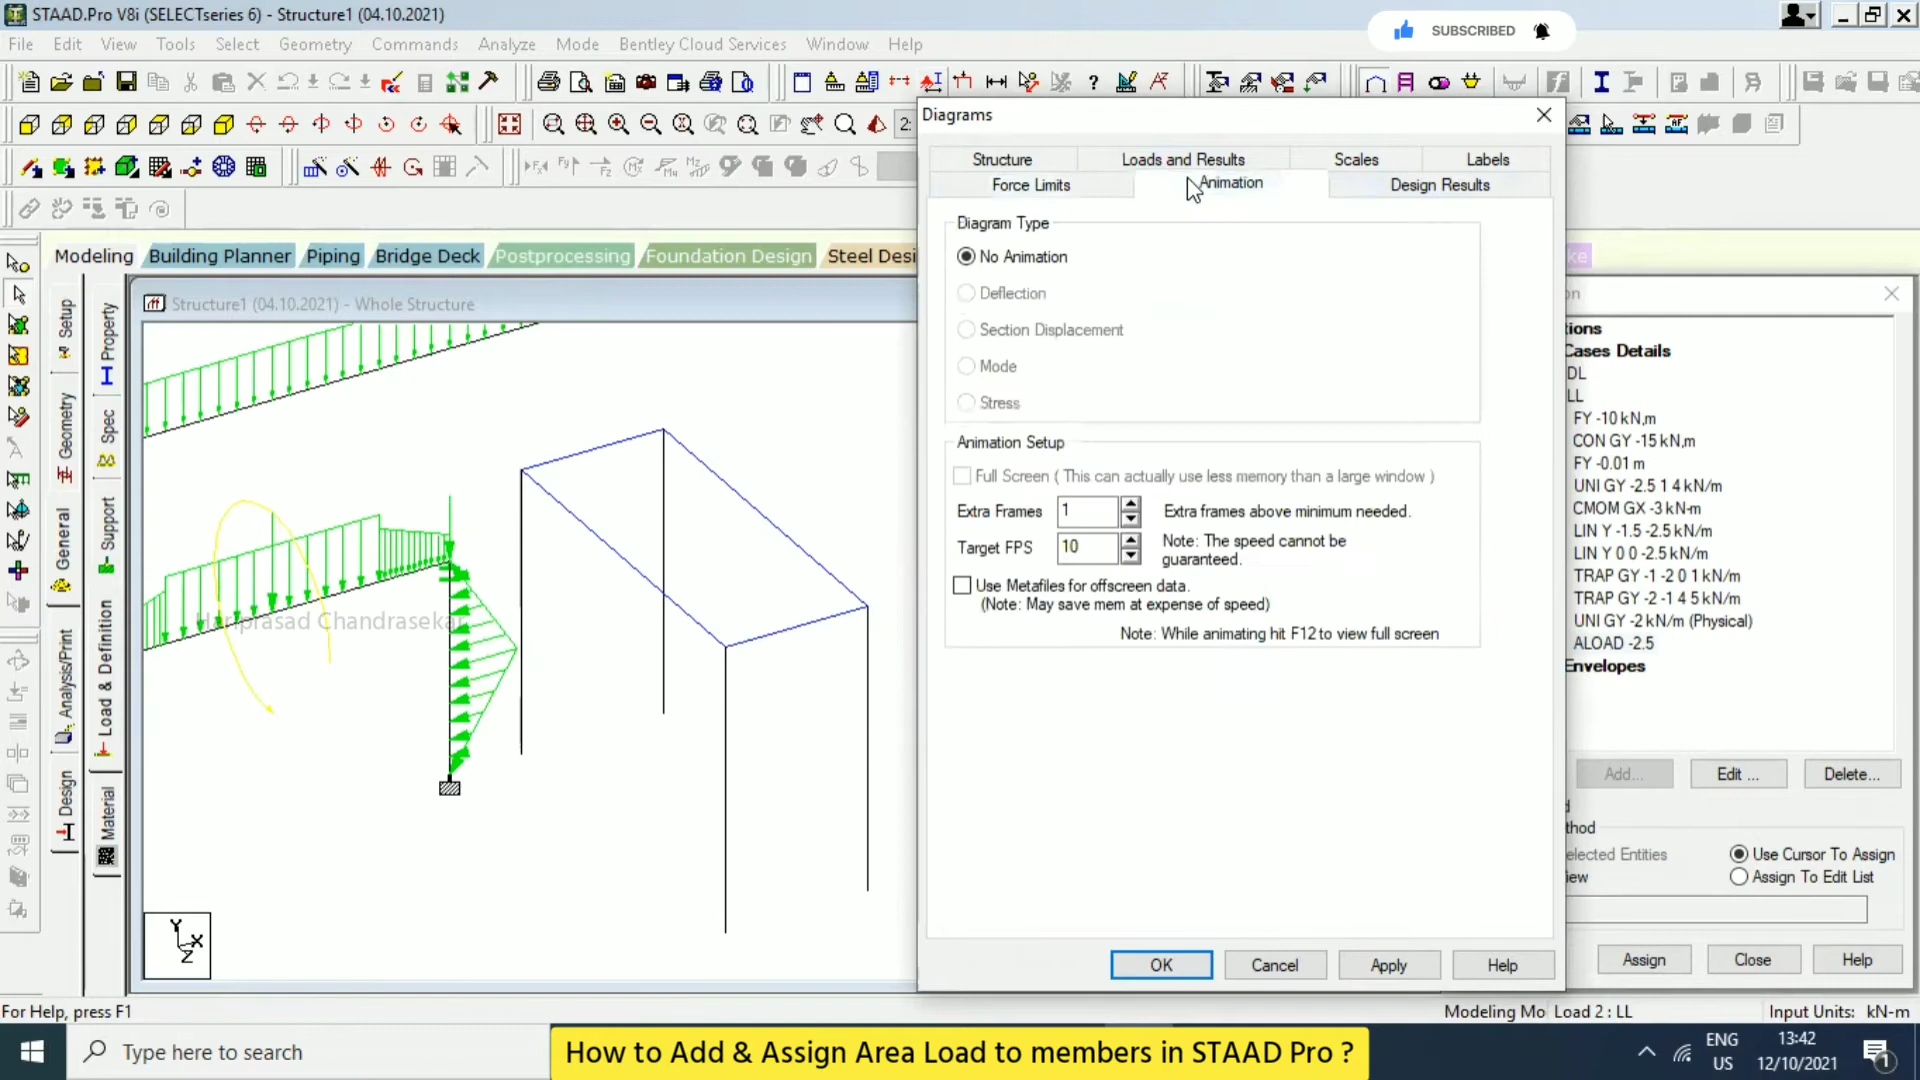 STAAD.Pro V8i (SELECTseries 6) - Structure1 (04.10.2021)
SUBSCRIBED
File Edit View Tools Select Geometry Commands Analyze Mode Bentley Cloud Services Window Help
Diagrams
Structure Loads and Results Scales Labels
Force Limits Animation Design Results
Modeling Building Planner Piping Bridge Deck Postprocessing Foundation Design Steel Desi
Structure1 (04.10.2021) - Whole Structure
Setup
Geometry
General
Analysis/Print
Design
Property
Spec
Support
Load & Definition
Material
Hariprasad Chandrasekar
Y
X
Z
Diagram Type
No Animation
Deflection
Section Displacement
Mode
Stress
Animation Setup
Full Screen ( This can actually use less memory than a large window )
Extra Frames 1 Extra frames above minimum needed.
Target FPS 10 Note: The speed cannot be
guaranteed.
Use Metafiles for offscreen data.
(Note: May save mem at expense of speed)
Note: While animating hit F12 to view full screen
OK Cancel Apply Help
tions
Cases Details
DL
LL
FY -10 kN,m
CON GY -15 kN,m
FY -0.01 m
UNI GY -2.5 1 4 kN/m
CMOM GX -3 kN-m
LIN Y -1.5 -2.5 kN/m
LIN Y 0 0 -2.5 kN/m
TRAP GY -1 -2 0 1 kN/m
TRAP GY -2 -1 4 5 kN/m
UNI GY -2 kN/m (Physical)
ALOAD -2.5
Envelopes
Add... Edit ... Delete...
thod
elected Entities Use Cursor To Assign
iew Assign To Edit List
Assign Close Help
For Help, press F1 Modeling Mo Load 2 : LL Input Units: kN-m
Type here to search
How to Add & Assign Area Load to members in STAAD Pro ?
ENG
US
13:42
12/10/2021
1